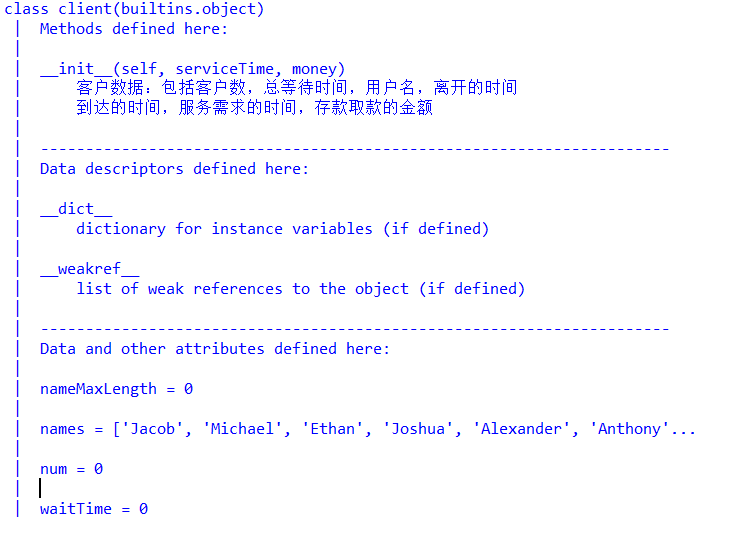 class client(builtins.object)
 |  Methods defined here:
 |
 |  __init__(self, serviceTime, money)
 |      客户数据：包括客户数，总等待时间，用户名，离开的时间
 |      到达的时间，服务需求的时间，存款取款的金额
 |
 |  ----------------------------------------------------------------------
 |  Data descriptors defined here:
 |
 |  __dict__
 |      dictionary for instance variables (if defined)
 |
 |  __weakref__
 |      list of weak references to the object (if defined)
 |
 |  ----------------------------------------------------------------------
 |  Data and other attributes defined here:
 |
 |  nameMaxLength = 0
 |
 |  names = ['Jacob', 'Michael', 'Ethan', 'Joshua', 'Alexander', 'Anthony'...
 |
 |  num = 0
 |
 |  waitTime = 0